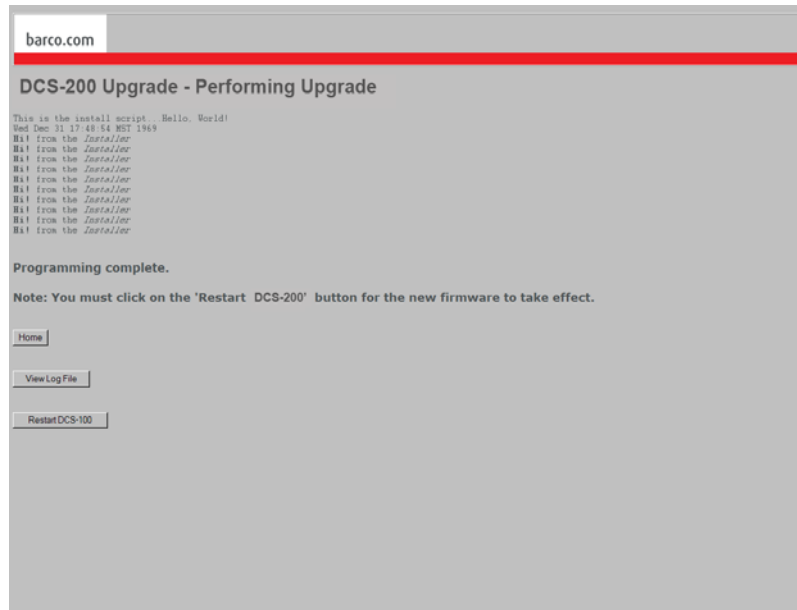 barco.com
DCS-200 Upgrade - Performing Upgrade
This is the install script...Hello, World!
Wed Dec 31 17:48:54 MST 1969
Hi! from the Installer
Hi! from the Installer
Hi! from the Installer
Hi! from the Installer
Hi! from the Installer
Hi! from the Installer
Hi! from the Installer
Hi! from the Installer
Hi! from the Installer
Hi! from the Installer
Programming complete.
Note: You must click on the 'Restart DCS-200' button for the new firmware to take effect.
Home
View Log File
Restart DCS-100